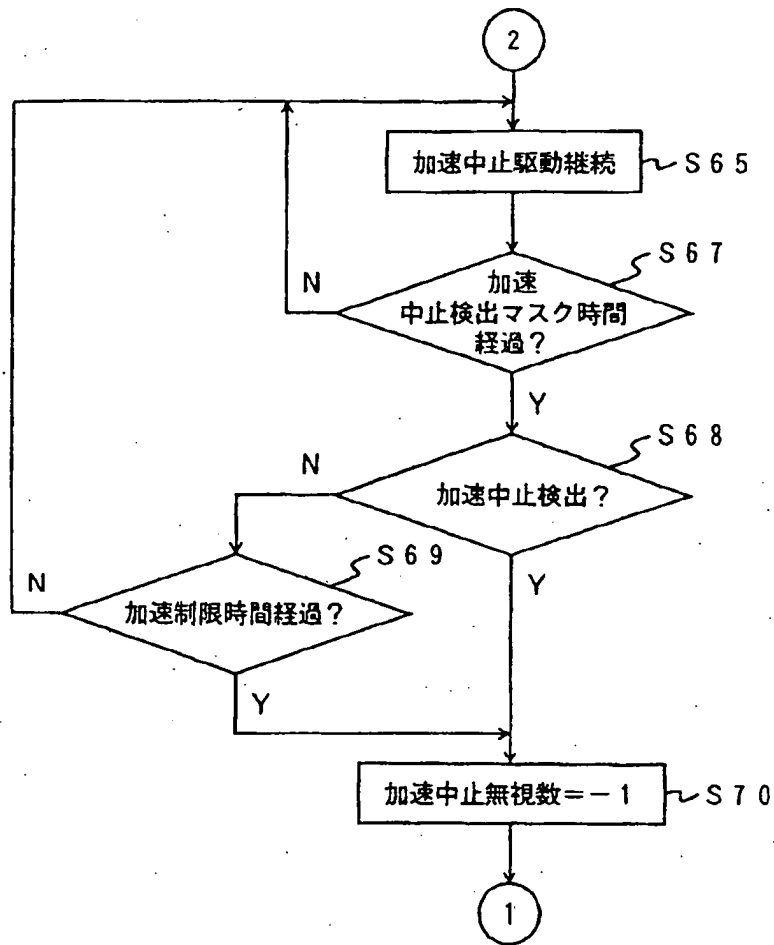 2
加速中止駆動継続
S65
加速
中止検出マスク時間
経過？
S67
N
Y
加速中止検出？
S68
N
Y
加速制限時間経過？
S69
N
Y
加速中止無視数＝－1
S70
1